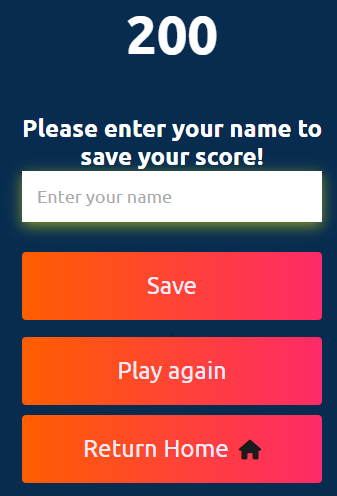 200
Please enter your name to
save your score!
Enter your name
Save
Play again
Return Home